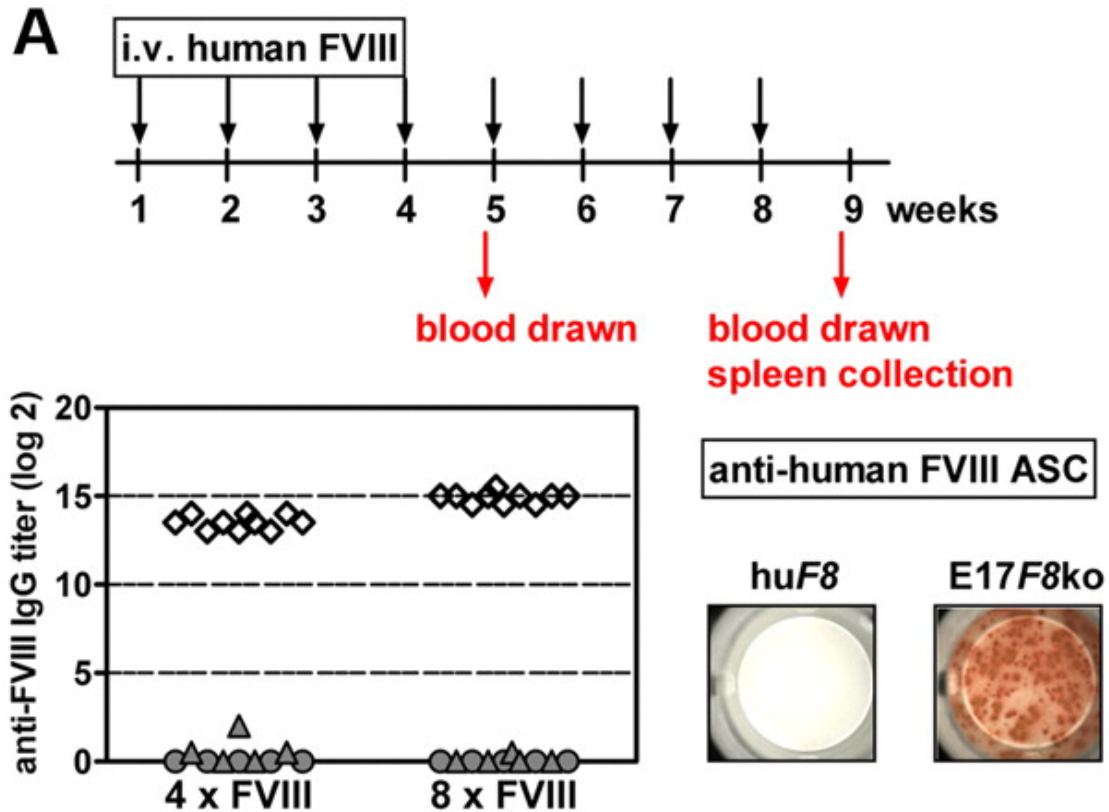 A
i.v. human FVIII
1 2 3 4 5 6 7 8 9 weeks
blood drawn
blood drawn
spleen collection
anti-FVIII IgG titer (log 2)
20
15
10
5
0
4 x FVIII 8 x FVIII
anti-human FVIII ASC
huF8 E17F8ko